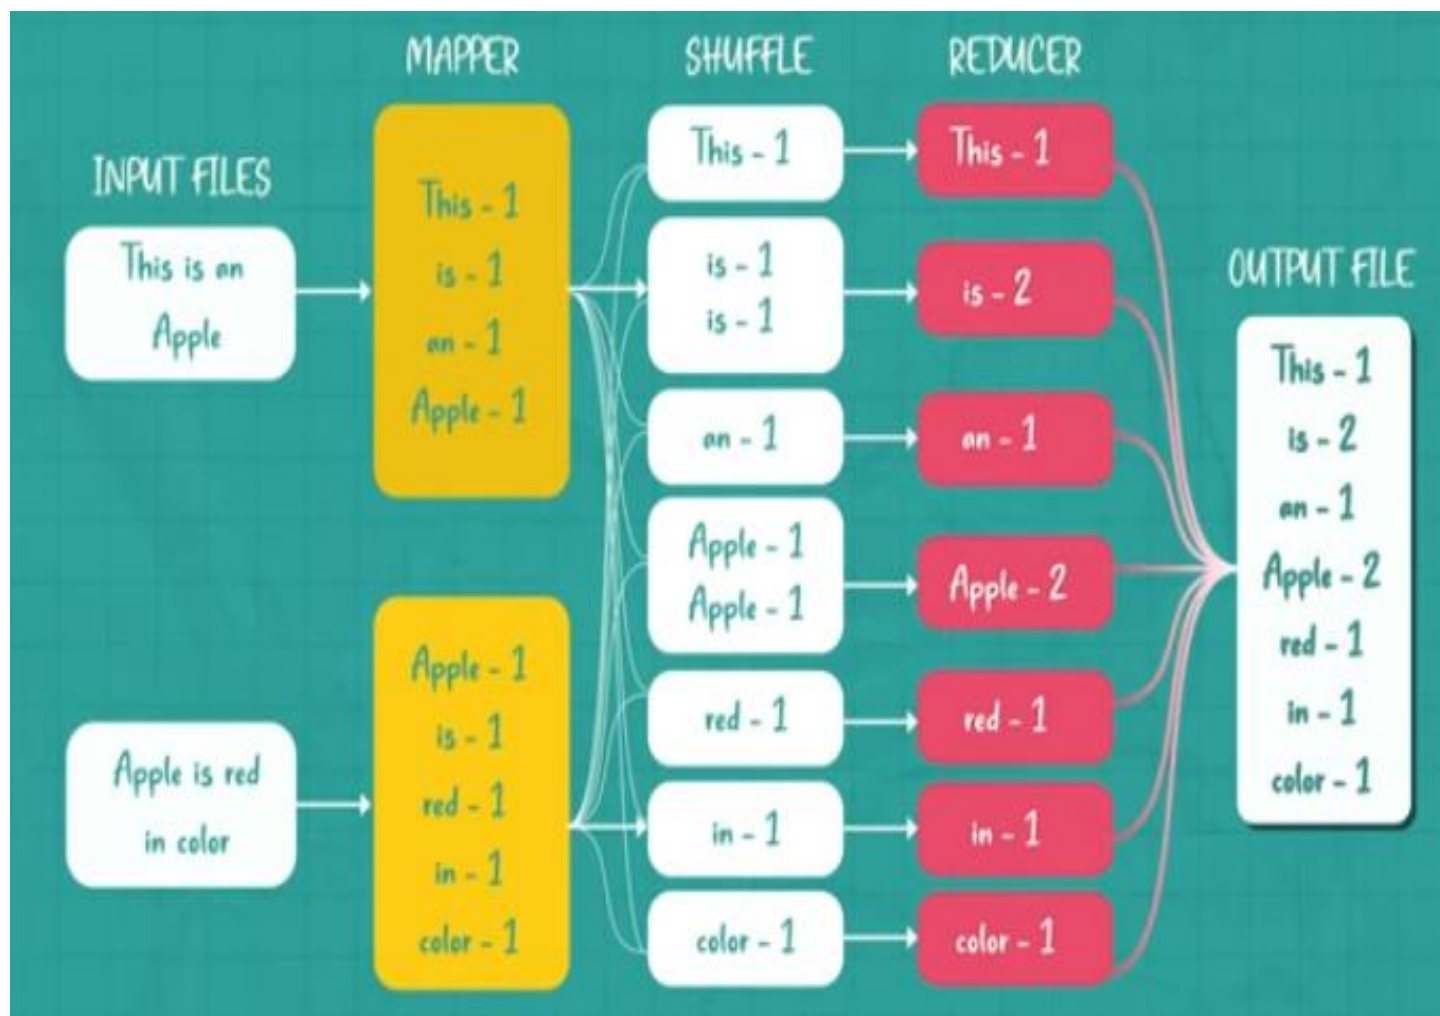 INPUT FILES
This is an
Apple
Apple is red
in color
MAPPER
This - 1
is - 1
an - 1
Apple - 1
Apple - 1
is - 1
red - 1
in - 1
color - 1
SHUFFLE
This - 1
is - 1
is - 1
an - 1
Apple - 1
Apple - 1
red - 1
in - 1
color - 1
REDUCER
This - 1
is - 2
an - 1
Apple - 2
red - 1
in - 1
color - 1
OUTPUT FILE
This - 1
is - 2
an - 1
Apple - 2
red - 1
in - 1
color - 1